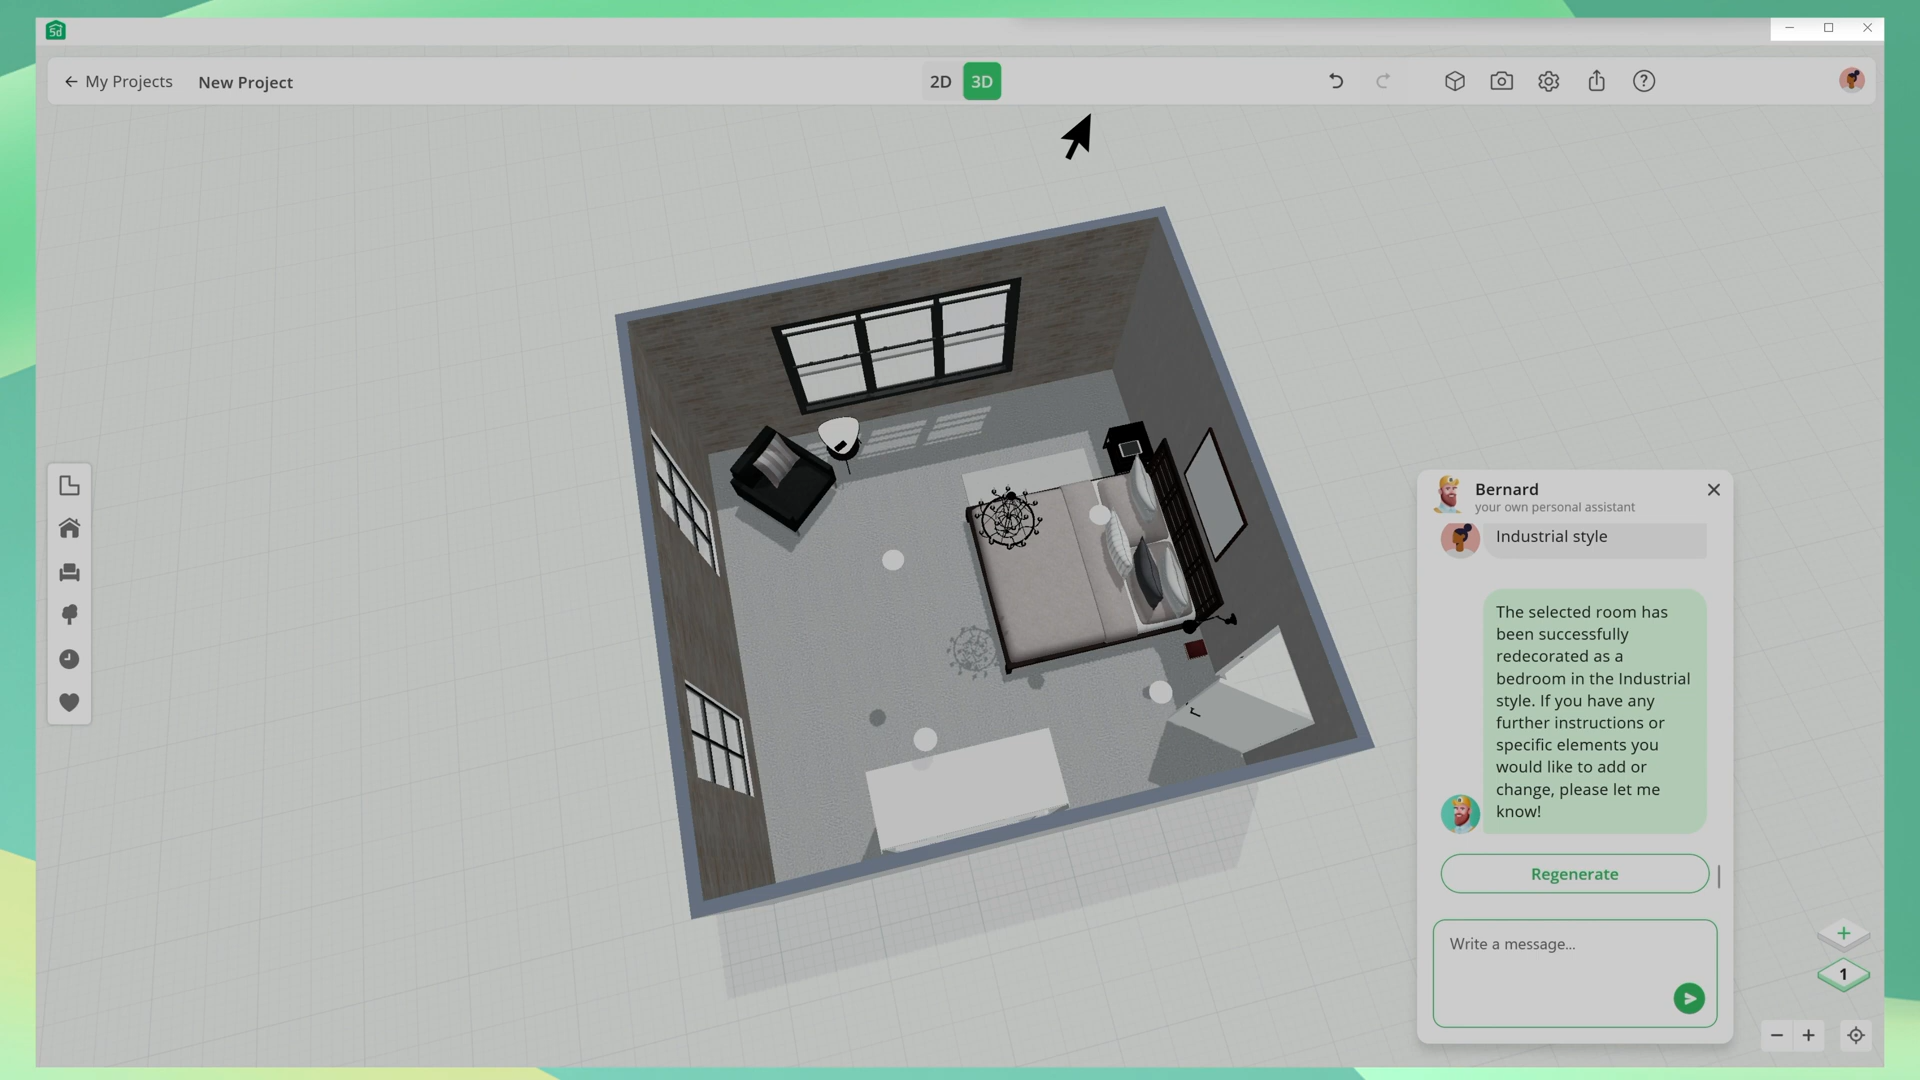 5d
My Projects
New Project
2D
3D
Bernard
your own personal assistant
Industrial style
The selected room has
been successfully
redecorated as a
bedroom in the Industrial
style. If you have any
further instructions or
specific elements you
would like to add or
change, please let me
know!
Regenerate
Write a message...
1